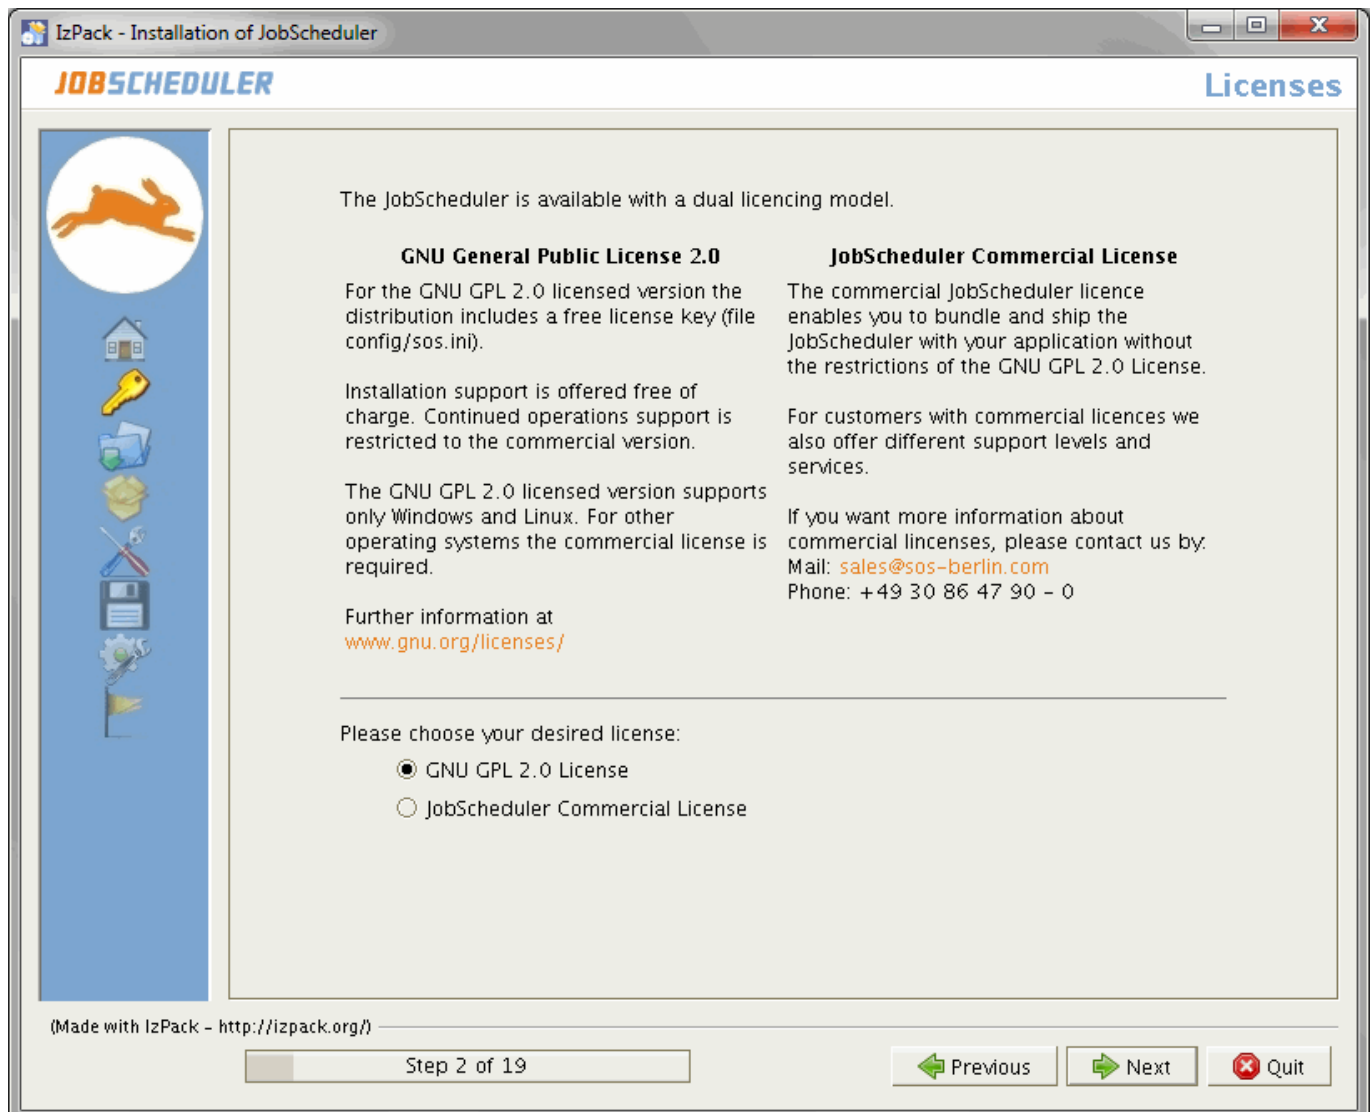 IzPack - Installation of JobScheduler
JOBSCHEDULER
Licenses
The JobScheduler is available with a dual licencing model.
GNU General Public License 2.0
For the GNU GPL 2.0 licensed version the
distribution includes a free license key (file
config/sos.ini).
Installation support is offered free of
charge. Continued operations support is
restricted to the commercial version.
The GNU GPL 2.0 licensed version supports
only Windows and Linux. For other
operating systems the commercial license is
required.
Further information at
www.gnu.org/licenses/
JobScheduler Commercial License
The commercial JobScheduler licence
enables you to bundle and ship the
JobScheduler with your application without
the restrictions of the GNU GPL 2.0 License.
For customers with commercial licences we
also offer different support levels and
services.
If you want more information about
commercial lincenses, please contact us by:
Mail: sales@sos-berlin.com
Phone: +49 30 86 47 90 - 0
Please choose your desired license:
GNU GPL 2.0 License
JobScheduler Commercial License
(Made with IzPack - http://izpack.org/)
Step 2 of 19
Previous
Next
Quit